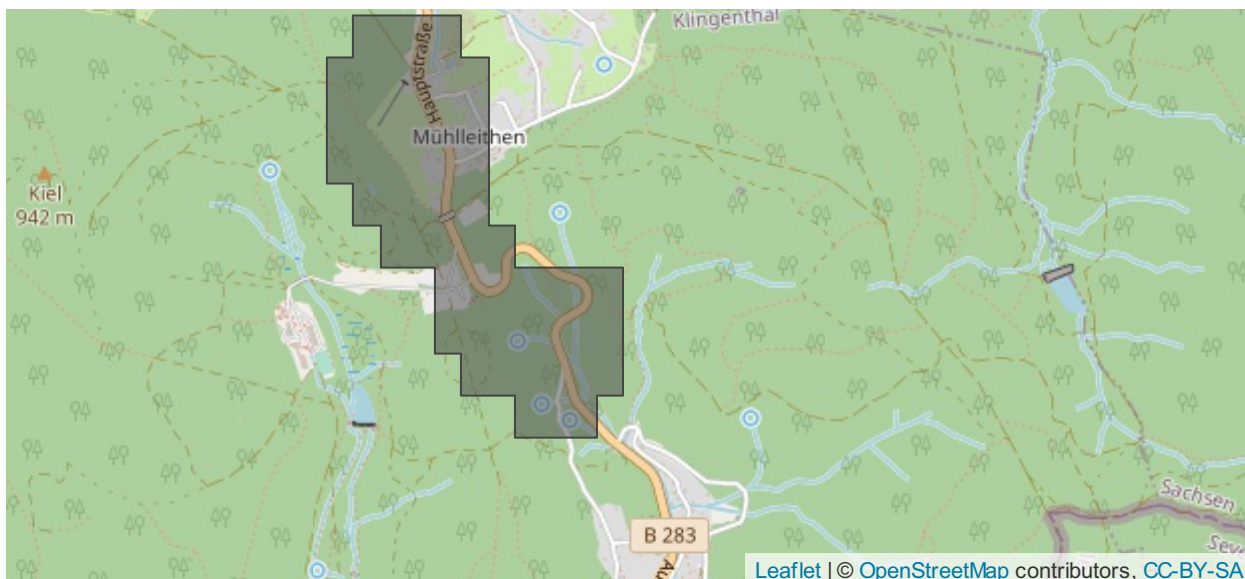 Klingenthal
Hauptstraße
Mühlleithen
Kiel
942 m
Sachsen
B 283
Leaflet | © OpenStreetMap contributors, CC-BY-SA